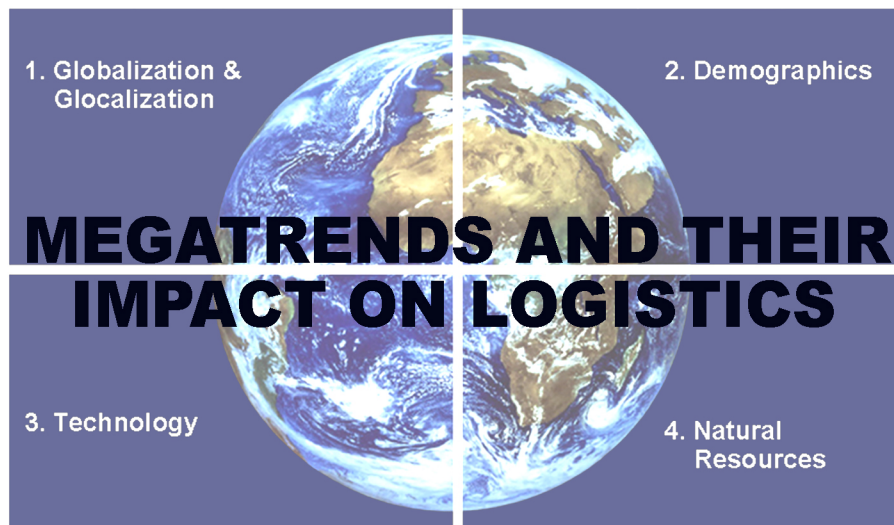 1. Globalization &
Glocalization
2. Demographics
MEGATRENDS AND THEIR
IMPACT ON LOGISTICS
3. Technology
4. Natural
Resources